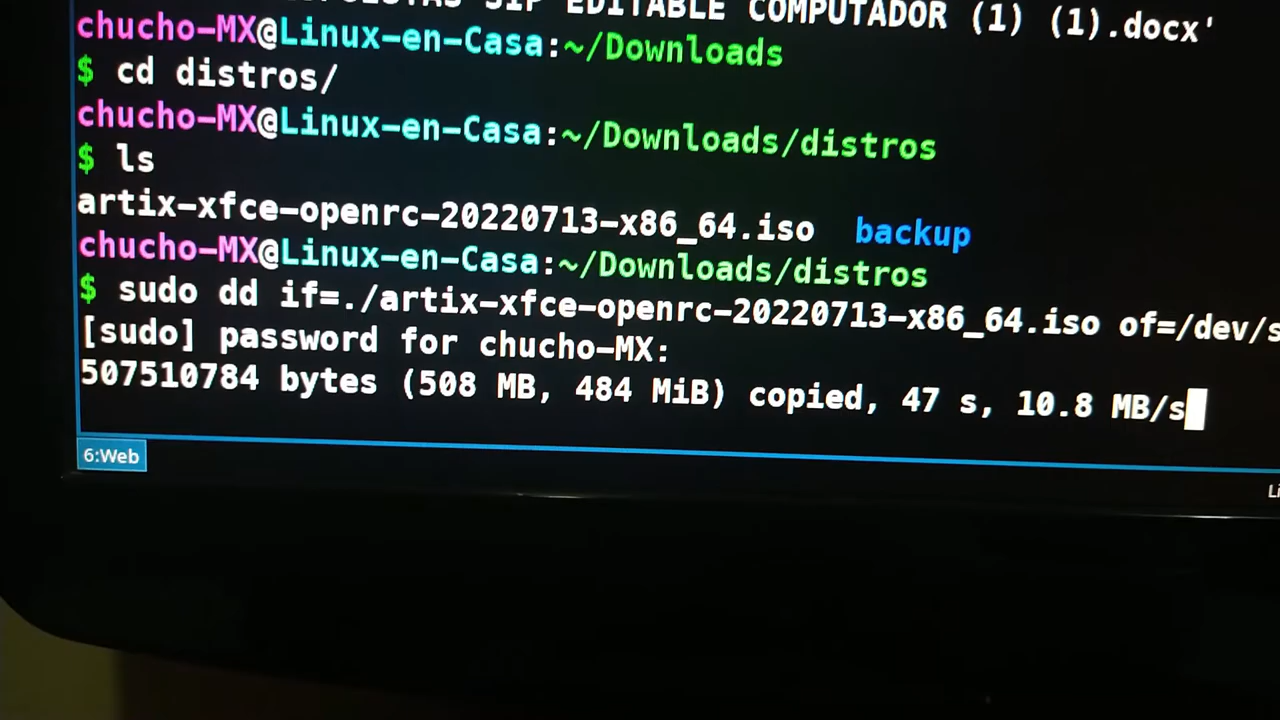 SIP EDITABLE COMPUTADOR (1) (1).docx'
chucho-MX@Linux-en-Casa:~/Downloads
$ cd distros/
chucho-MX@Linux-en-Casa:~/Downloads/distros
$ ls
artix-xfce-openrc-20220713-x86_64.iso backup
chucho-MX@Linux-en-Casa:~/Downloads/distros
$ sudo dd if=./artix-xfce-openrc-20220713-x86_64.iso of=/dev/s
[sudo] password for chucho-MX:
507510784 bytes (508 MB, 484 MiB) copied, 47 s, 10.8 MB/s
6:Web
Li